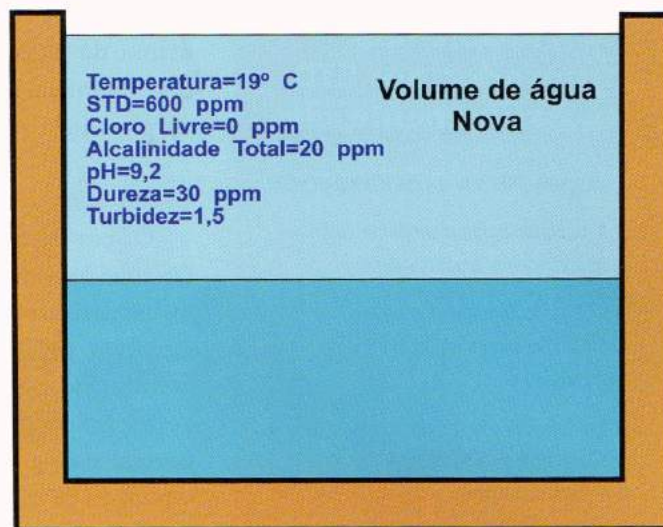 Temperatura=19º C
STD=600 ppm
Cloro Livre=0 ppm
Alcalinidade Total=20 ppm
pH=9,2
Dureza=30 ppm
Turbidez=1,5
Volume de água
Nova